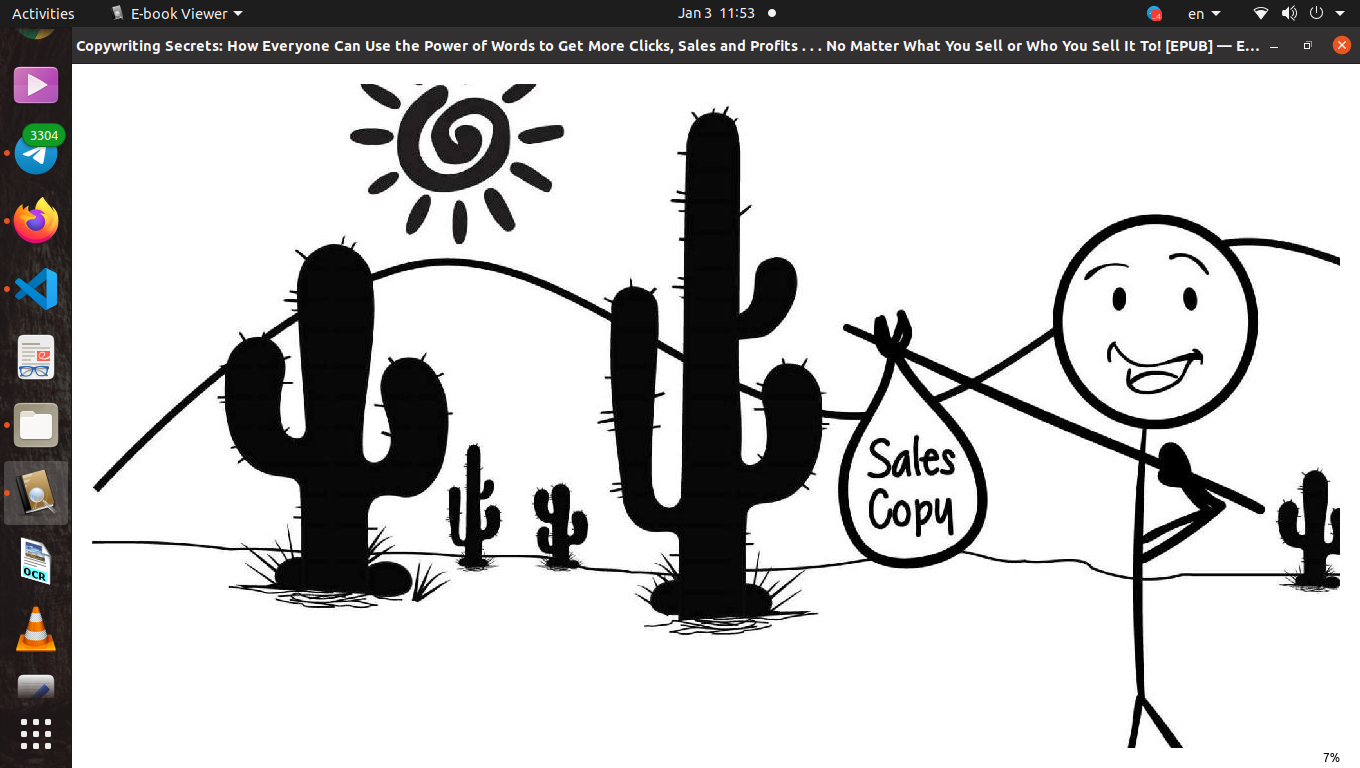 Activities
E-book Viewer
Jan 3 11:53
en
Copywriting Secrets: How Everyone Can Use the Power of Words to Get More Clicks, Sales and Profits . . . No Matter What You Sell or Who You Sell It To! [EPUB] — E...
3304
OCR
Sales
Copy
7%